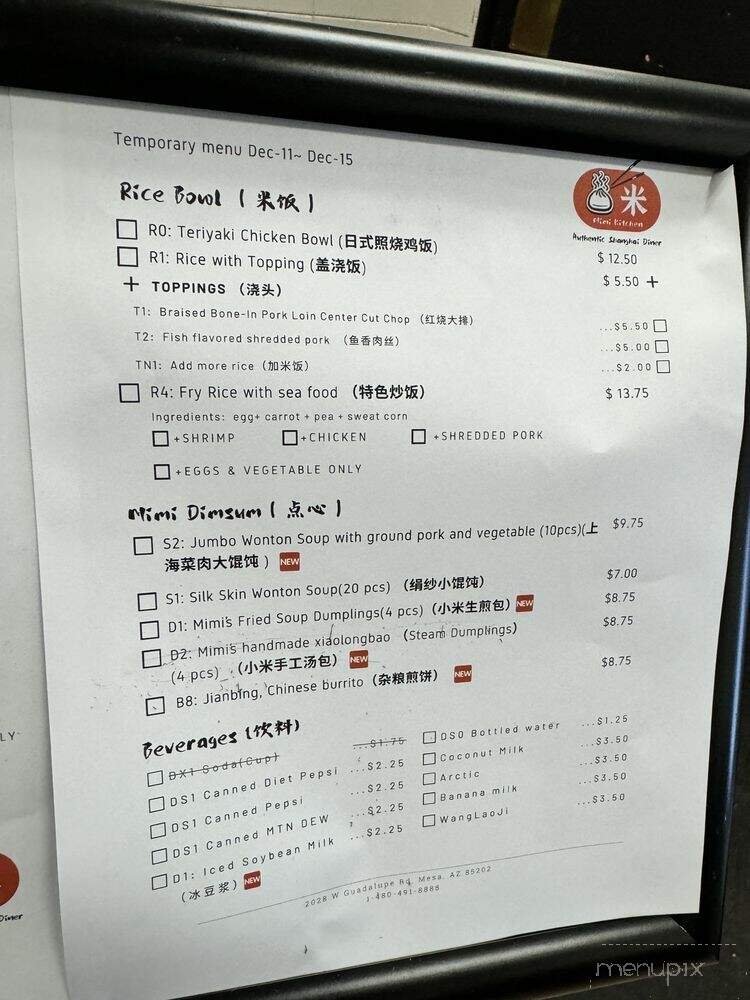 Temporary menu Dec-11~ Dec-15
米
Mimi Kitchen
Authentic Shanghai Diner
Rice Bowl (米饭)
R0: Teriyaki Chicken Bowl (日式照烧鸡饭) $ 12.50
R1: Rice with Topping (盖浇饭) $ 5.50 +
+ TOPPINGS (浇头)
T1: Braised Bone-In Pork Loin Center Cut Chop (红烧大排) ...$5.50
T2: Fish flavored shredded pork (鱼香肉丝) ...$5.00
TN1: Add more rice (加米饭) ...$2.00
R4: Fry Rice with sea food (特色炒饭) $ 13.75
Ingredients: egg+ carrot + pea + sweat corn
+SHRIMP +CHICKEN +SHREDDED PORK
+EGGS & VEGETABLE ONLY
Mimi Dimsum (点心)
S2: Jumbo Wonton Soup with ground pork and vegetable (10pcs)(上 $9.75
海菜肉大馄饨) NEW
S1: Silk Skin Wonton Soup(20 pcs) (绢纱小馄饨) $7.00
D1: Mimi's Fried Soup Dumplings(4 pcs) (小米生煎包) NEW $8.75
D2: Mimi's handmade xiaolongbao (Steam Dumplings) $8.75
(4 pcs) (小米手工汤包) NEW
B8: Jianbing, Chinese burrito (杂粮煎饼) NEW $8.75
Beverages (饮料)
DX1 Soda(Cup) ...$1.75
DS1 Canned Diet Pepsi ...$2.25
DS1 Canned Pepsi ...$2.25
DS1 Canned MTN DEW ...$2.25
D1: Iced Soybean Milk ...$2.25
(冰豆浆) NEW
DS0 Bottled water ...$1.25
Coconut Milk ...$3.50
Arctic ...$3.50
Banana milk ...$3.50
WangLaoJi ...$3.50
2028 W Guadalupe Rd, Mesa, AZ 85202
1-480-491-8888
LY
Diner
menupix